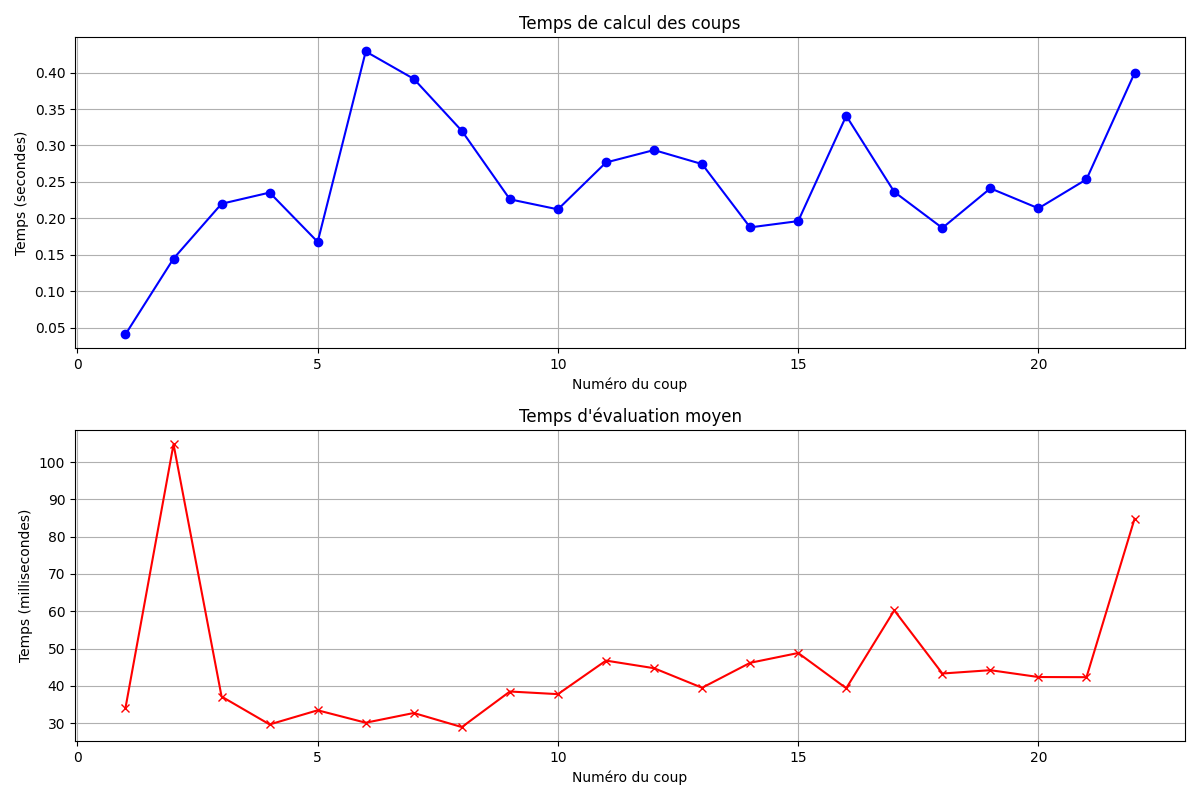 Temps de calcul des coups
0.40
0.35
0.30
0.25
0.20
0.15
0.10
0.05
Temps (secondes)
0 5 10 15 20
Numéro du coup
Temps d'évaluation moyen
100
90
80
70
60
50
40
30
Temps (millisecondes)
0 5 10 15 20
Numéro du coup